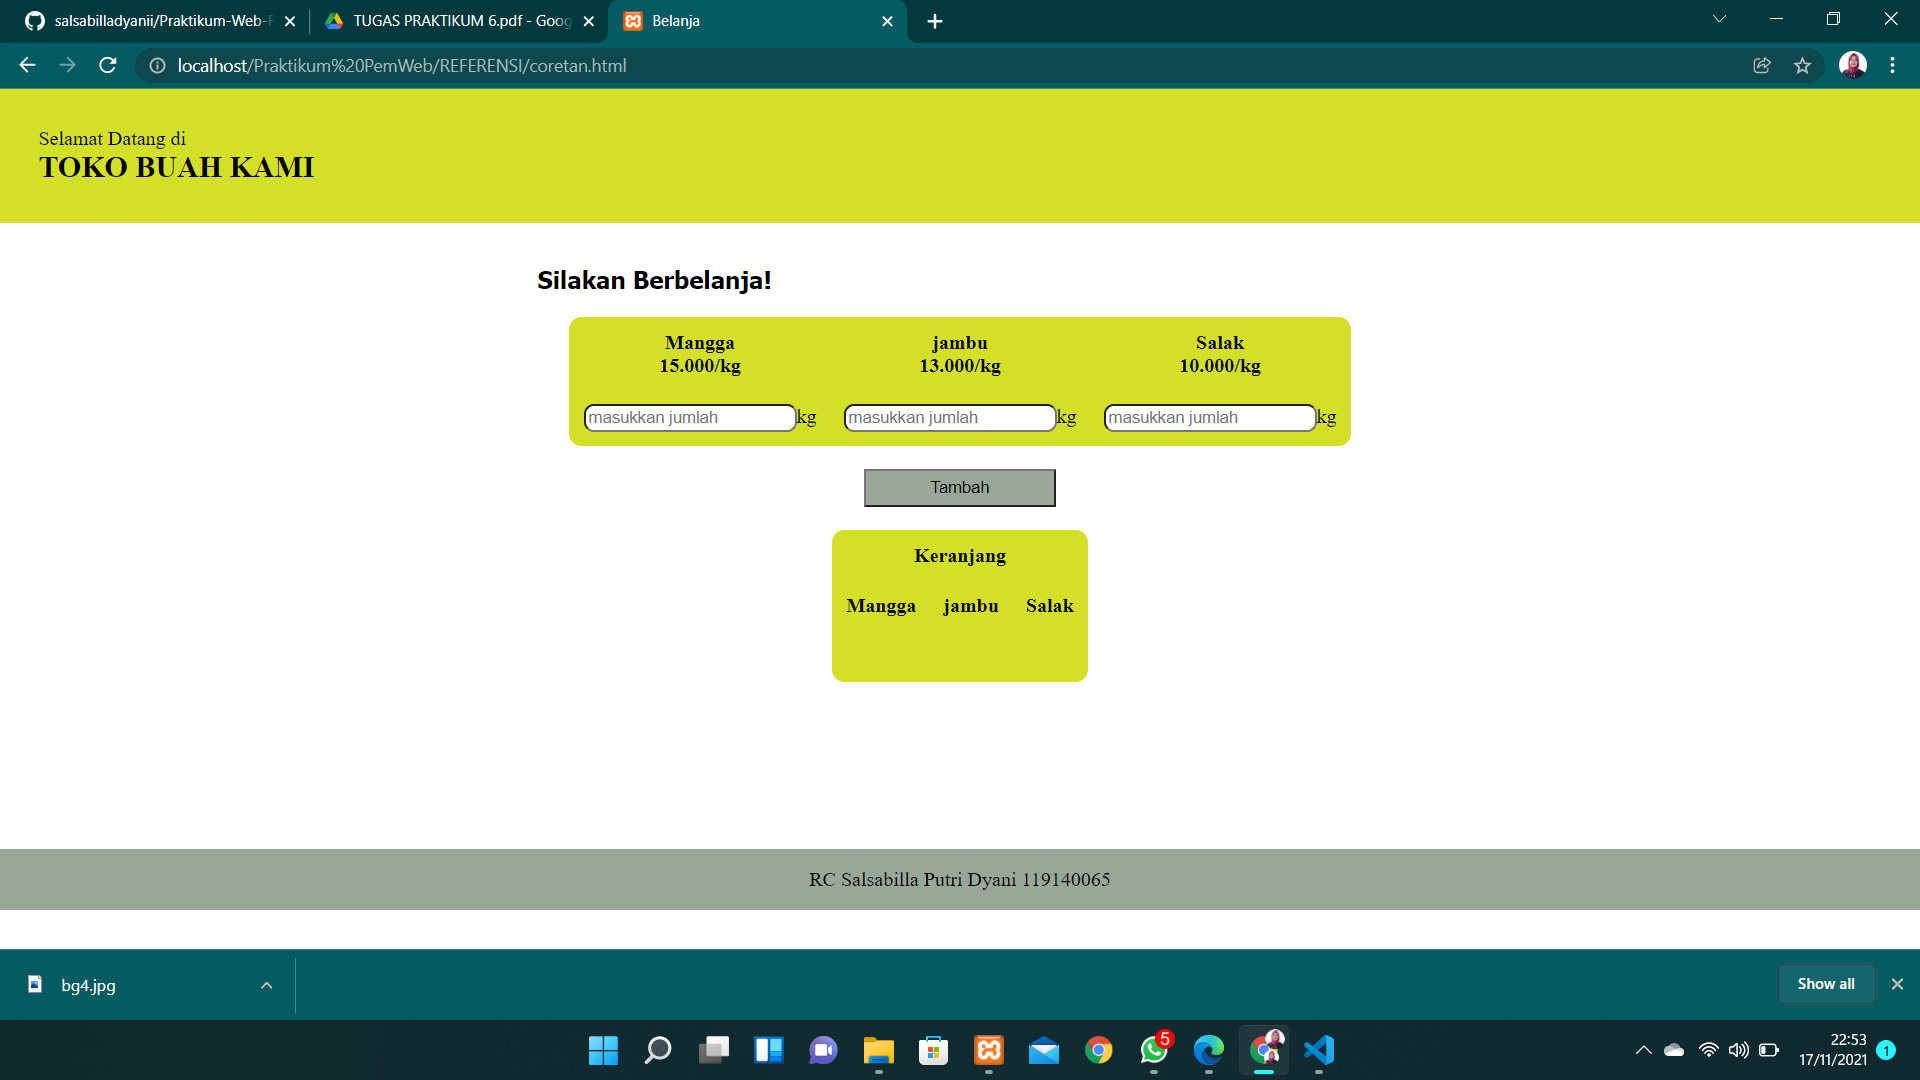 salsabilladyanii/Praktikum-Web-R
TUGAS PRAKTIKUM 6.pdf - Goog
Belanja
localhost/Praktikum%20PemWeb/REFERENSI/coretan.html
Selamat Datang di
TOKO BUAH KAMI
Silakan Berbelanja!
Mangga jambu Salak
15.000/kg 13.000/kg 10.000/kg
masukkan jumlah kg masukkan jumlah kg masukkan jumlah kg
Tambah
Keranjang
Mangga jambu Salak
RC Salsabilla Putri Dyani 119140065
bg4.jpg
Show all
5
22:53
17/11/2021
1